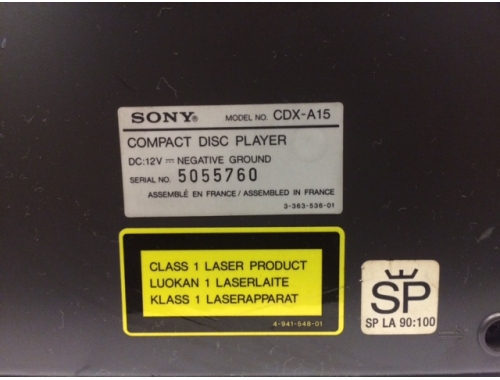 SONY® MODEL NO. CDX-A15
COMPACT DISC PLAYER
DC:12V ⎓ NEGATIVE GROUND
SERIAL NO. 5055760
ASSEMBLÉ EN FRANCE/ASSEMBLED IN FRANCE
3-363-536-01
CLASS 1 LASER PRODUCT
LUOKAN 1 LASERLAITE
KLASS 1 LASERAPPARAT
4-941-548-01
SP
SP LA 90:100